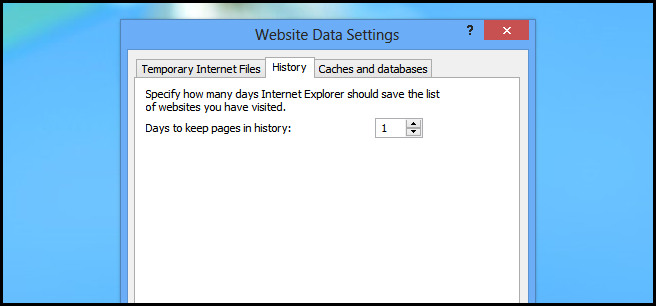 Website Data Settings
?
Temporary Internet Files
History
Caches and databases
Specify how many days Internet Explorer should save the list
of websites you have visited.
Days to keep pages in history: 1